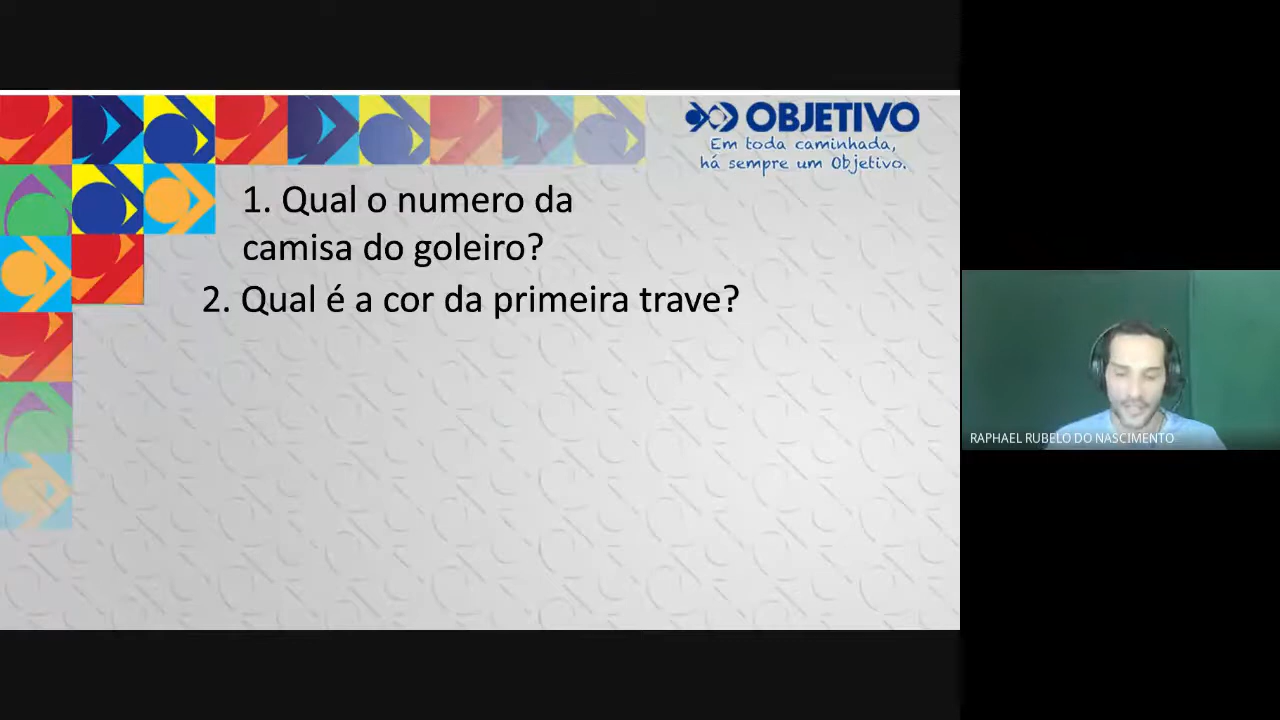 OBJETIVO
Em toda caminhada,
há sempre um Objetivo.
1. Qual o numero da
camisa do goleiro?
2. Qual é a cor da primeira trave?
RAPHAEL RUBELO DO NASCIMENTO